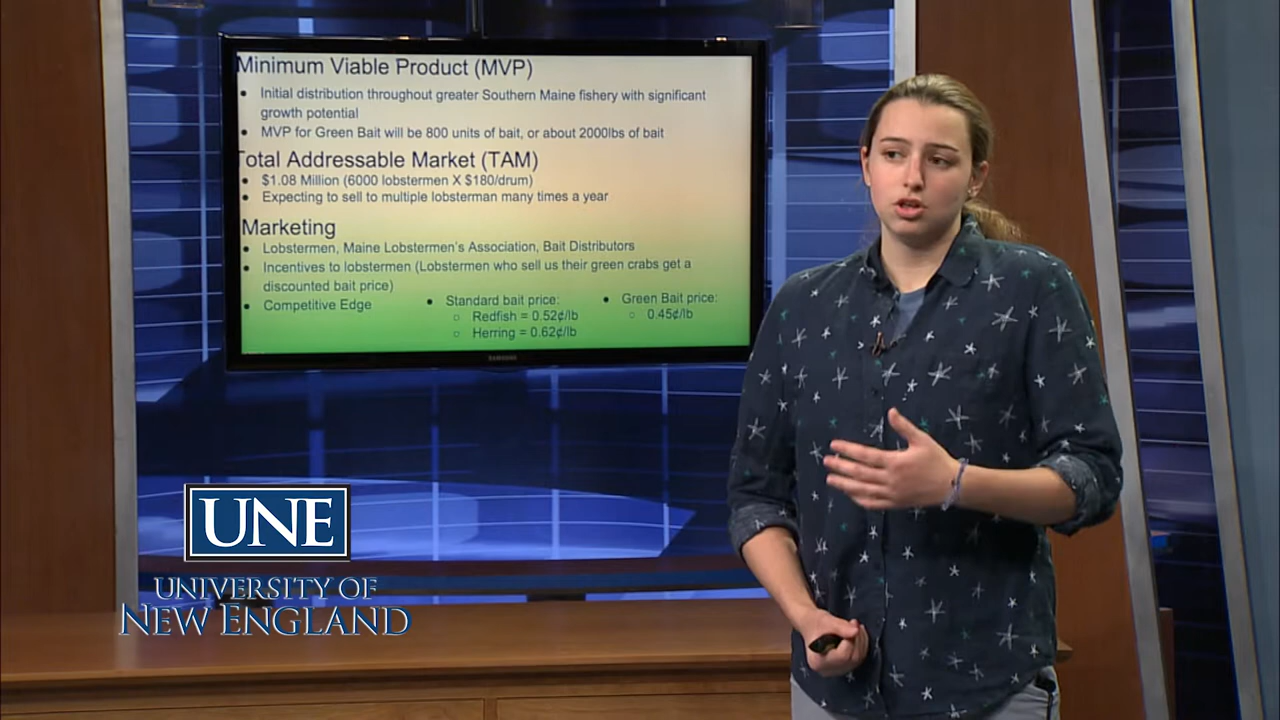 Minimum Viable Product (MVP)
• Initial distribution throughout greater Southern Maine fishery with significant
growth potential
• MVP for Green Bait will be 800 units of bait, or about 2000lbs of bait
Total Addressable Market (TAM)
• $1.08 Million (6000 lobstermen X $180/drum)
• Expecting to sell to multiple lobsterman many times a year
Marketing
• Lobstermen, Maine Lobstermen's Association, Bait Distributors
• Incentives to lobstermen (Lobstermen who sell us their green crabs get a
discounted bait price)
• Competitive Edge
• Standard bait price:
○ Redfish = 0.52¢/lb
○ Herring = 0.62¢/lb
• Green Bait price:
○ 0.45¢/lb
SAMSUNG
UNE
UNIVERSITY OF
NEW ENGLAND